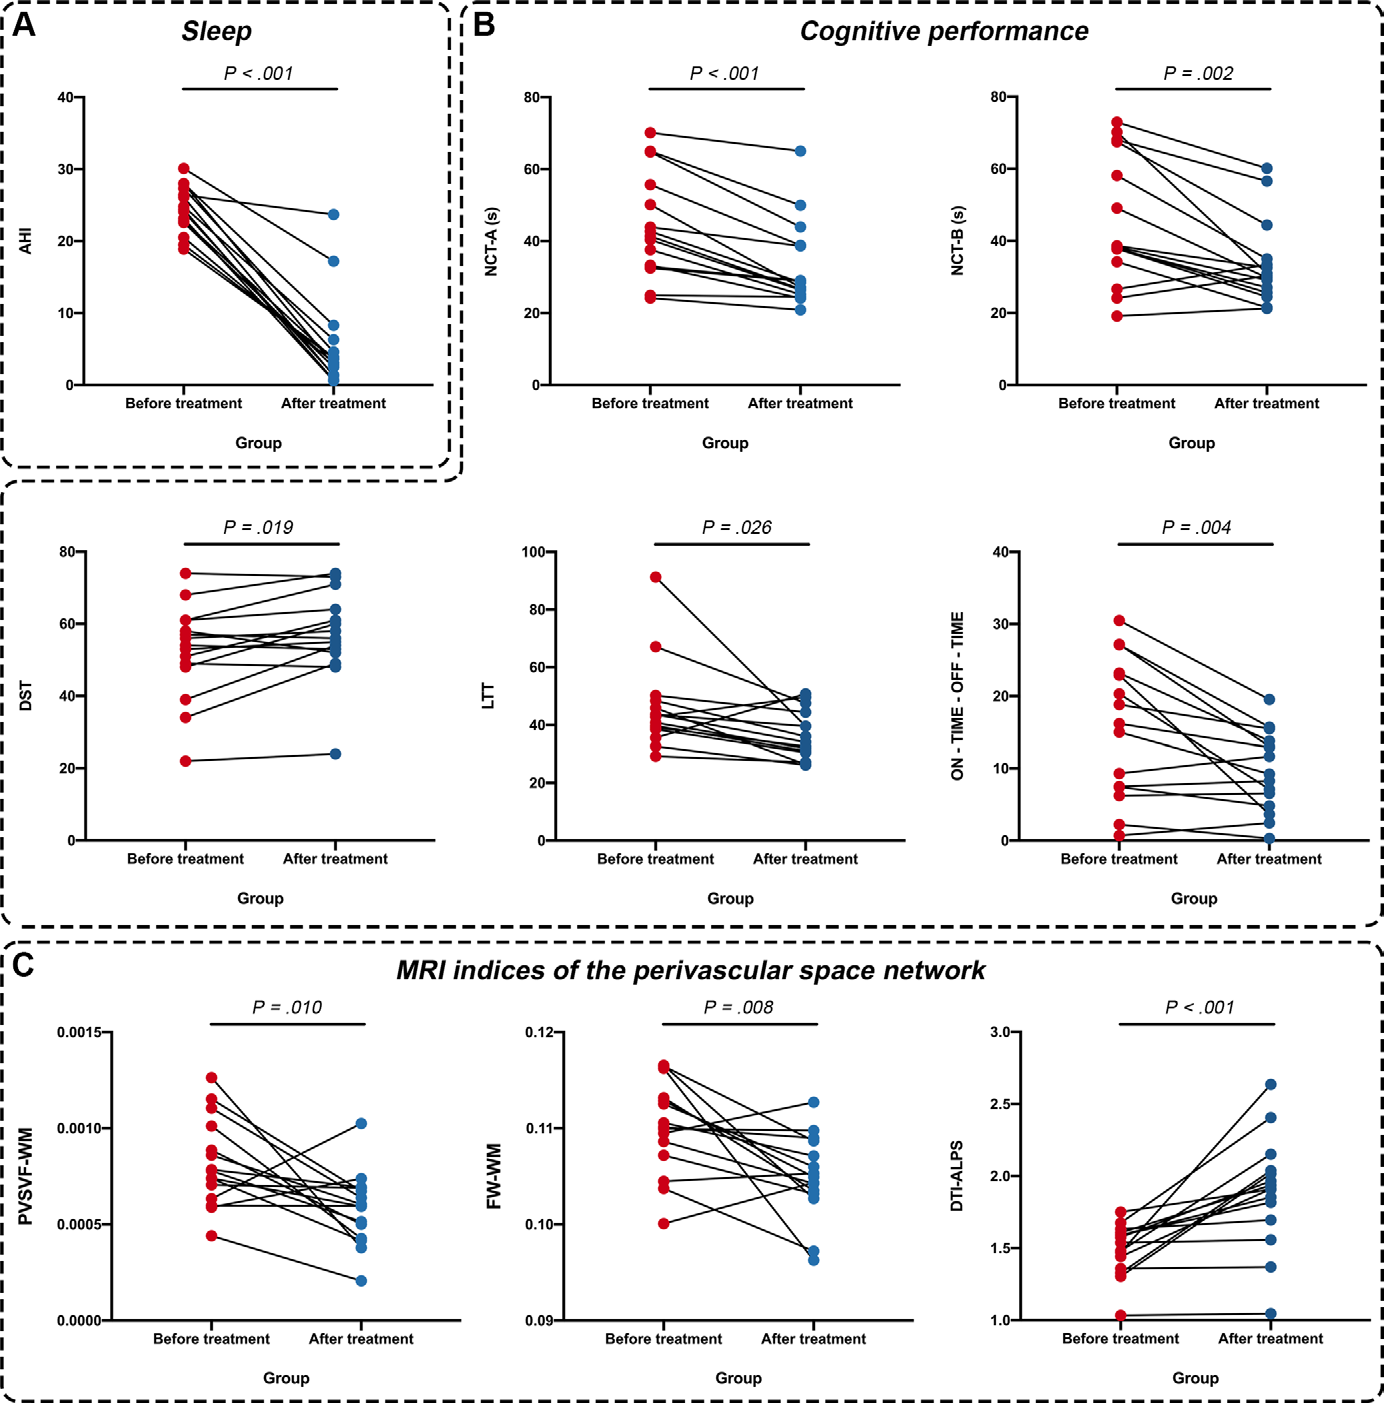 A
Sleep
P < .001
AHI
40
30
20
10
0
Before treatment
After treatment
Group
B
Cognitive performance
P < .001
NCT-A (s)
80
60
40
20
0
Before treatment
After treatment
Group
P = .002
NCT-B (s)
80
60
40
20
0
Before treatment
After treatment
Group
P = .019
DST
80
60
40
20
0
Before treatment
After treatment
Group
P = .026
LTT
100
80
60
40
20
0
Before treatment
After treatment
Group
P = .004
ON - TIME - OFF - TIME
40
30
20
10
0
Before treatment
After treatment
Group
C
MRI indices of the perivascular space network
P = .010
PVSVF-WM
0.0015
0.0010
0.0005
0.0000
Before treatment
After treatment
Group
P = .008
FW-WM
0.12
0.11
0.10
0.09
Before treatment
After treatment
Group
P < .001
DTI-ALPS
3.0
2.5
2.0
1.5
1.0
Before treatment
After treatment
Group